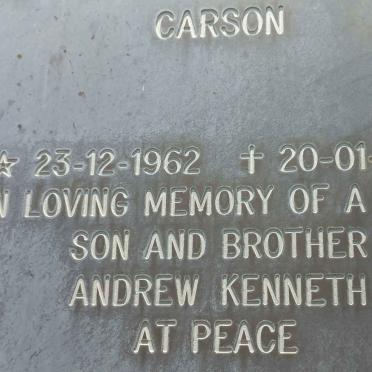 CARSON
☆ 23-12-1962 ✝ 20-01-
LOVING MEMORY OF A
SON AND BROTHER
ANDREW KENNETH
AT PEACE